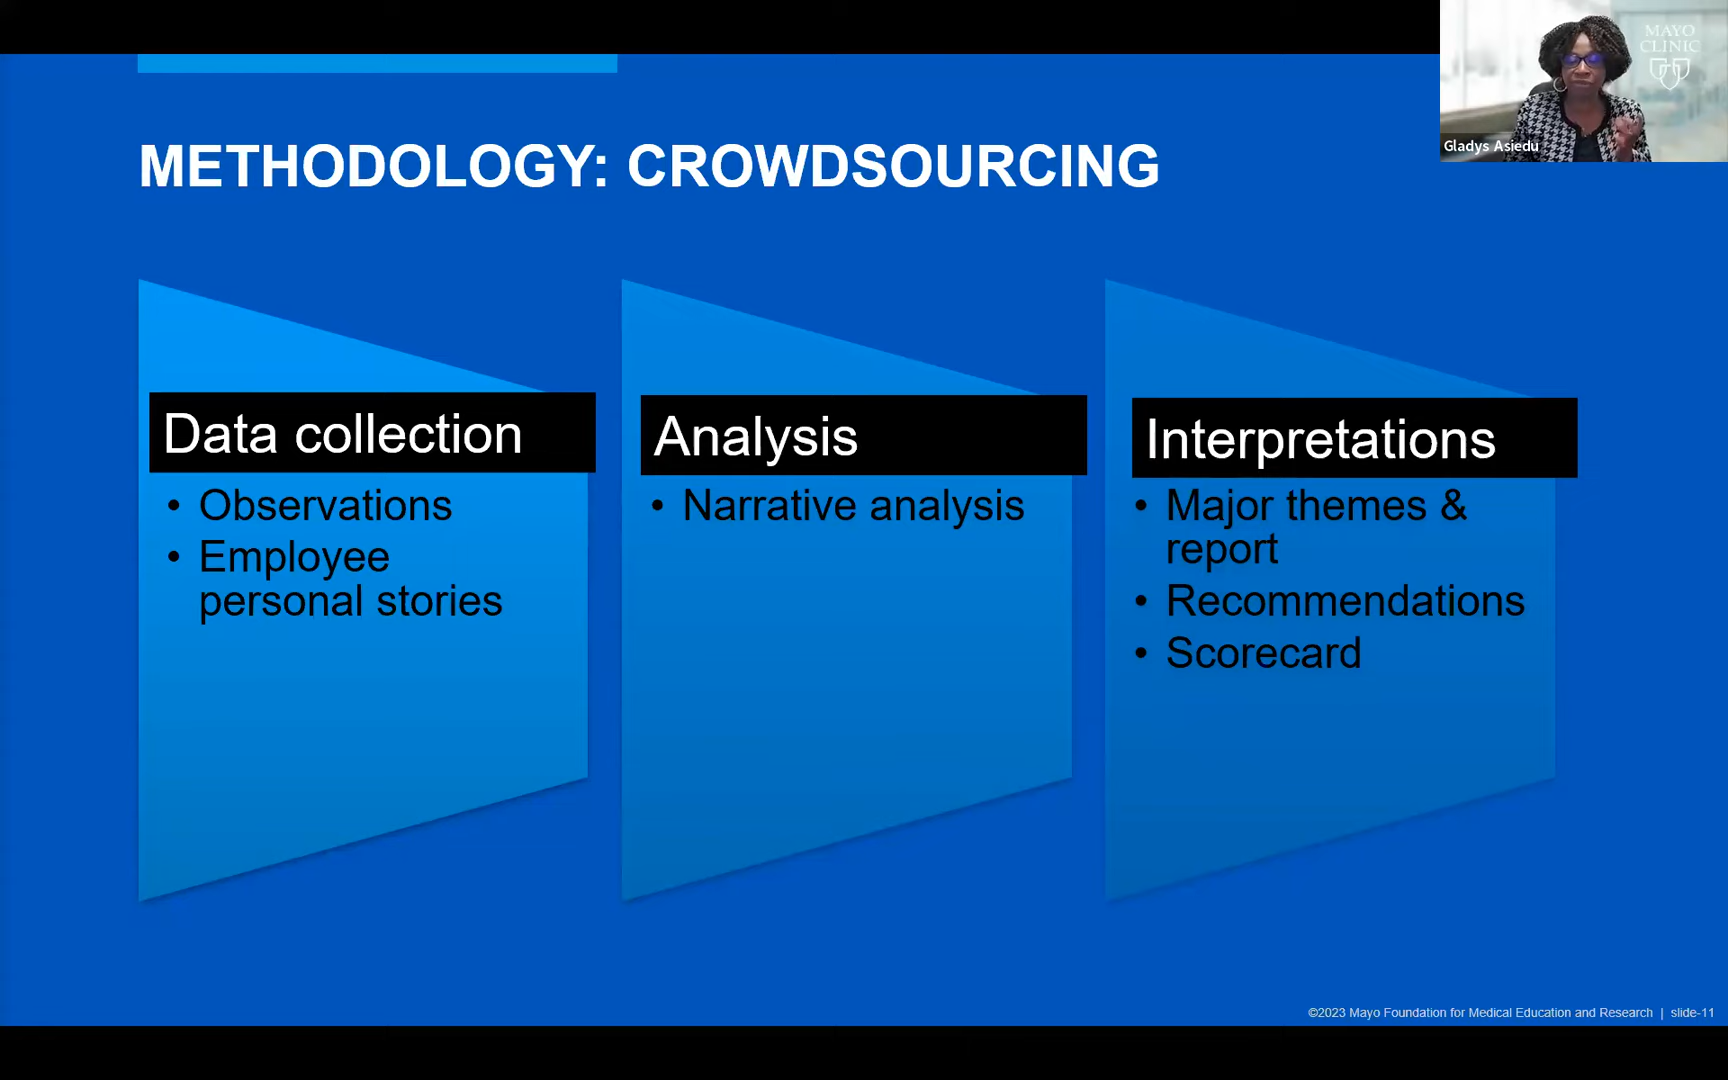 MAYO
CLINIC
Gladys Asiedu
METHODOLOGY: CROWDSOURCING
Data collection
• Observations
• Employee
personal stories
Analysis
• Narrative analysis
Interpretations
• Major themes &
report
• Recommendations
• Scorecard
©2023 Mayo Foundation for Medical Education and Research | slide-11